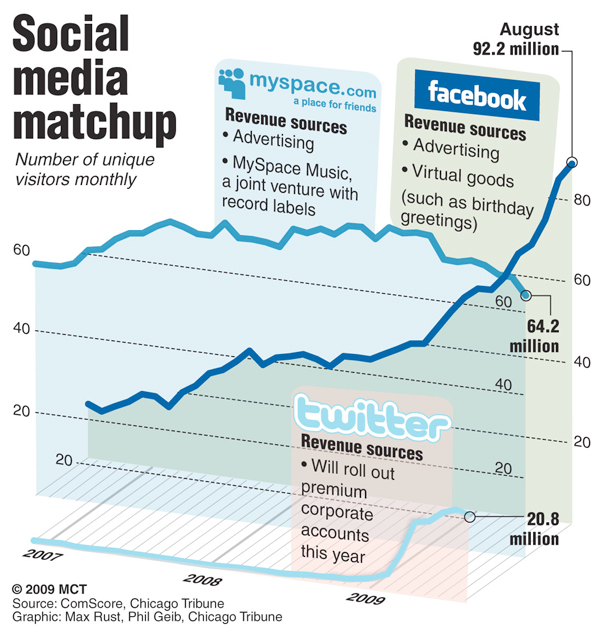 Social
media
matchup
Number of unique
visitors monthly
myspace.com
a place for friends
Revenue sources
• Advertising
• MySpace Music,
a joint venture with
record labels
facebook
Revenue sources
• Advertising
• Virtual goods
(such as birthday
greetings)
August
92.2 million
80
60
40
20
60
40
20
64.2
million
60
40
20
twitter
Revenue sources
• Will roll out
premium
corporate
accounts
this year
20
20.8
million
2007
2008
2009
© 2009 MCT
Source: ComScore, Chicago Tribune
Graphic: Max Rust, Phil Geib, Chicago Tribune